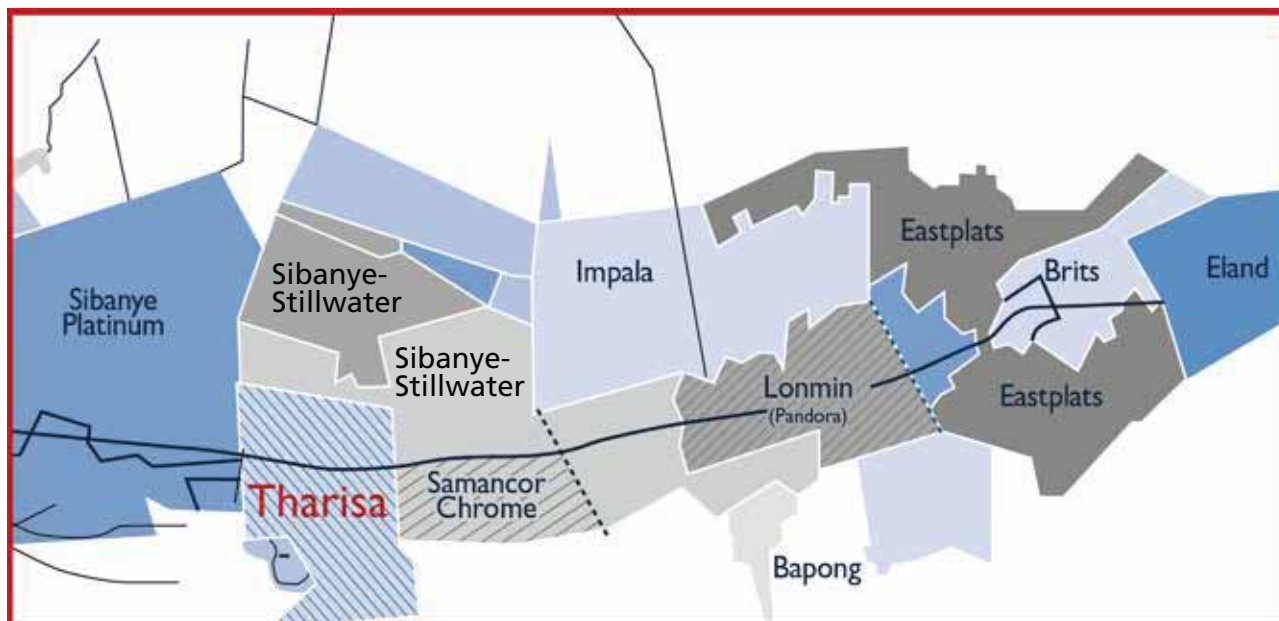 Sibanye
Platinum
Sibanye-
Stillwater
Sibanye-
Stillwater
Impala
Eastplats
Brits
Eland
Lonmin
(Pandora)
Eastplats
Tharisa
Samancor
Chrome
Bapong